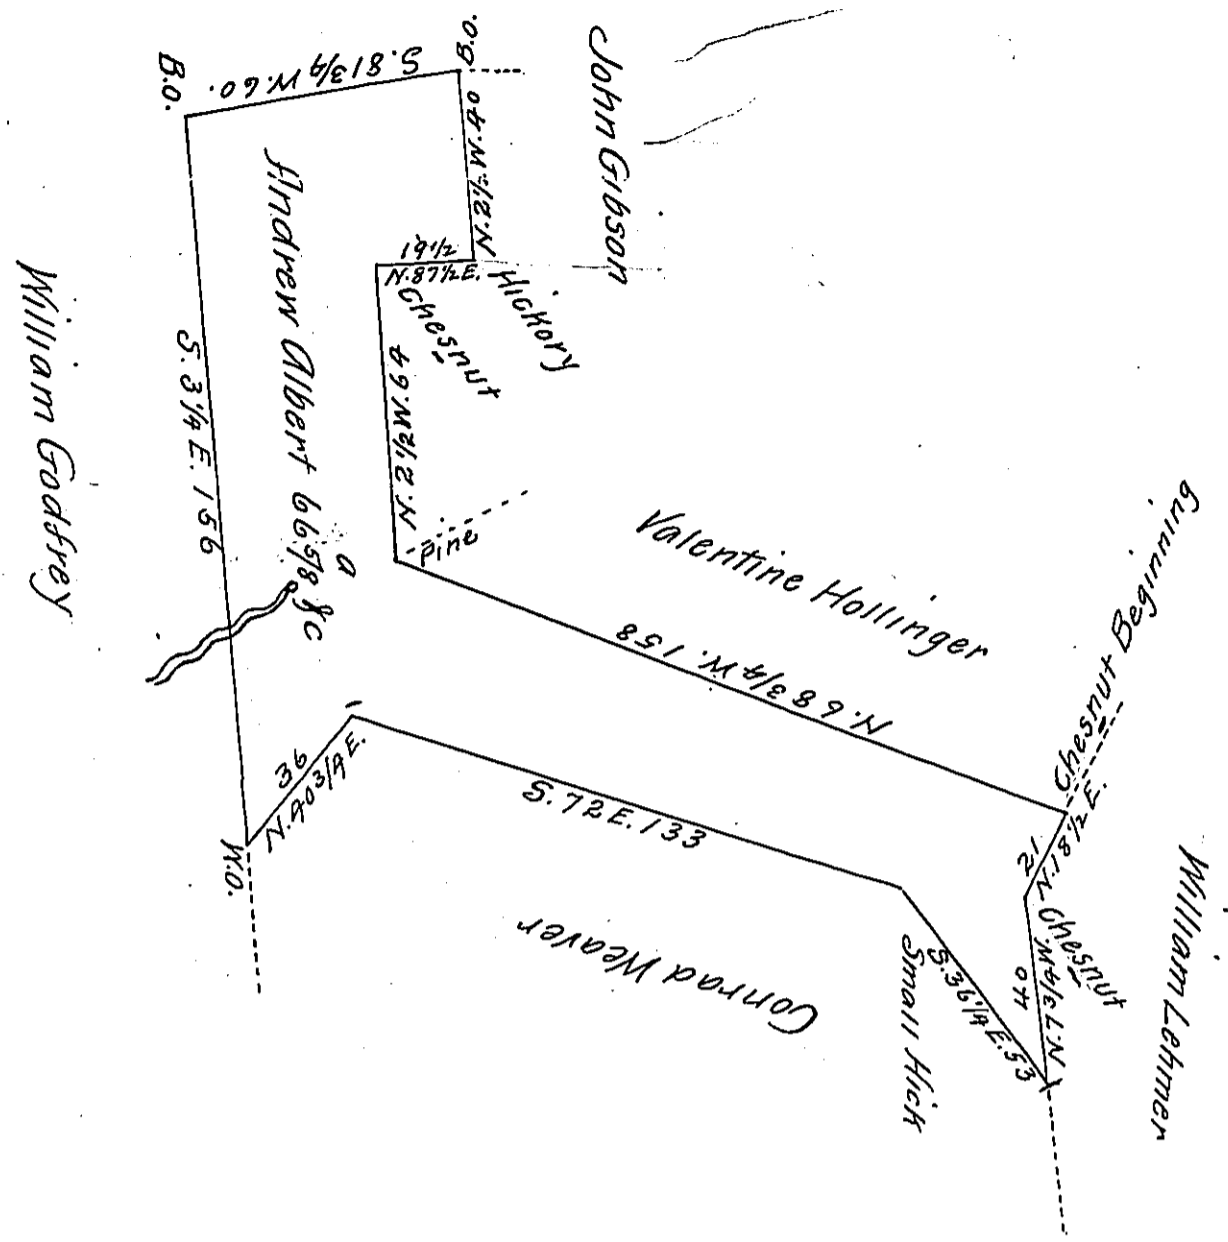 B.O.
S. 81 3/4 W. 60.
B.O.
N. 2 1/2 W. 40
John Gibson
19 1/2
N. 87 1/2 E.
Hickory
Chesnut
N. 2 1/2 W. 64
Pine
Andrew Albert 66 5/8 &c
a
S. 3 1/4 E. 156
William Godfrey
Valentine Hollinger
N. 68 3/4 W. 158
Chesnut Beginning
21
N. 18 1/2 E.
Chesnut
N. 7 3/4 W.
40
William Lehmer
S. 36 1/4 E. 53
Small Hick
S. 72 E. 133
Conrad Weaver
36
N. 40 3/4 E.
W.O.